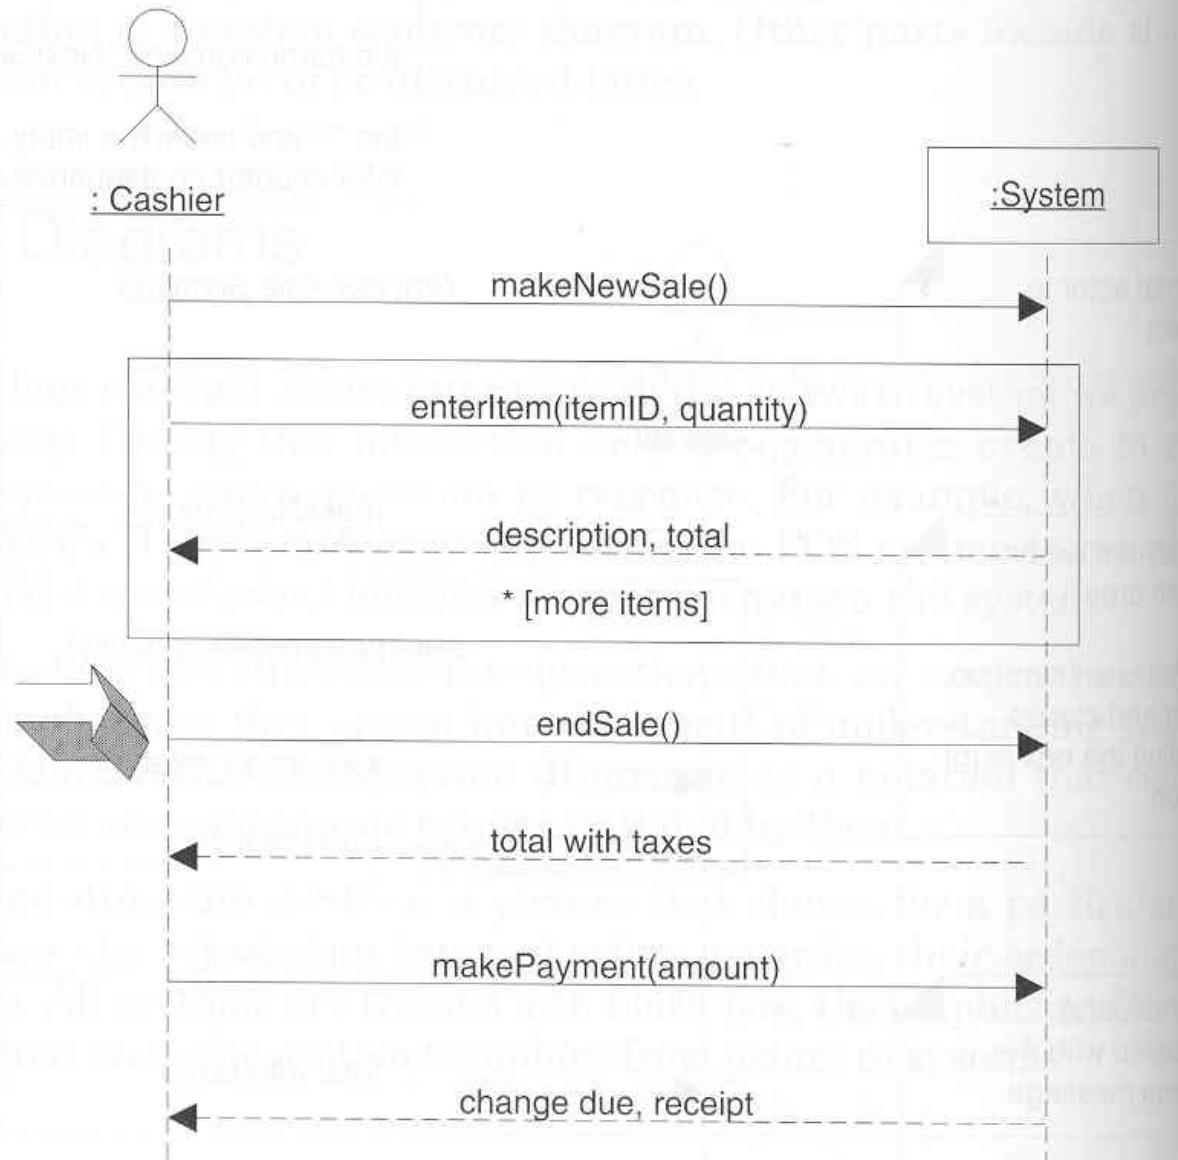 : Cashier
:System
makeNewSale()
enterItem(itemID, quantity)
description, total
* [more items]
endSale()
total with taxes
makePayment(amount)
change due, receipt